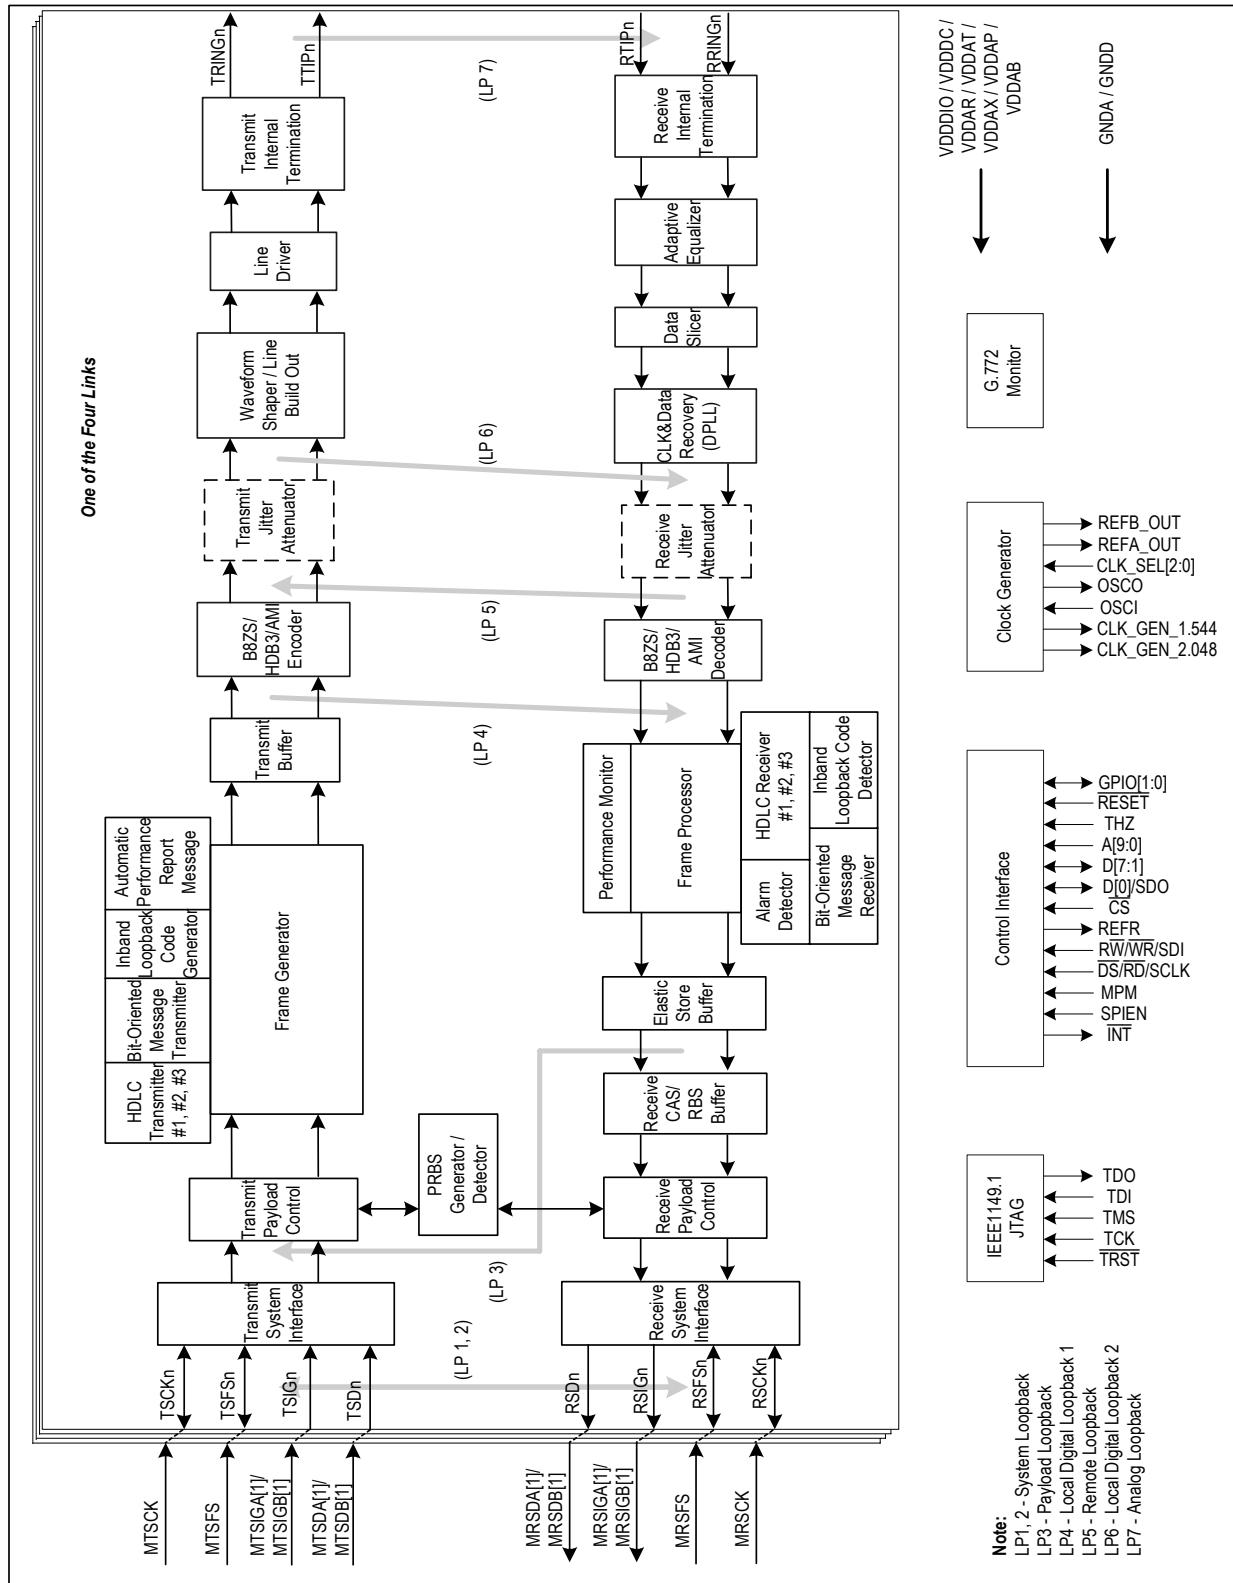 One of the Four Links
TRINGn
TTIPn
Transmit
Internal
Termination
Line
Driver
Waveform
Shaper / Line
Build Out
Transmit
Jitter
Attenuator
B8ZS/
HDB3/AMI
Encoder
Transmit
Buffer
Automatic
Performance
Report
Message
Inband
Loopback
Code
Generator
Bit-Oriented
Message
Transmitter
HDLC
Transmitter
#1, #2, #3
Frame Generator
Transmit
Payload
Control
Transmit
System
Interface
TSCKn
TSFSn
TSIGn
TSDn
MTSCK
MTSFS
MTSIGA[1]/
MTSIGB[1]
MTSDA[1]/
MTSDB[1]
(LP 7)
(LP 6)
(LP 5)
(LP 4)
(LP 3)
(LP 1, 2)
PRBS
Generator /
Detector
RTIPn
RRINGn
Receive
Internal
Termination
Adaptive
Equalizer
Data
Slicer
CLK&Data
Recovery
(DPLL)
Receive
Jitter
Attenuator
B8ZS/
HDB3/
AMI
Decoder
Performance Monitor
Frame Processor
HDLC Receiver
#1, #2, #3
Inband
Loopback Code
Detector
Alarm
Detector
Bit-Oriented
Message
Receiver
Elastic
Store
Buffer
Receive
CAS/
RBS
Buffer
Receive
Payload
Control
Receive
System
Interface
RSDn
RSIGn
RSFSn
RSCKn
MRSDA[1]/
MRSDB[1]
MRSIGA[1]/
MRSIGB[1]
MRSFS
MRSCK
VDDDIO / VDDDC /
VDDAR / VDDAT /
VDDAX / VDDAP /
VDDAB
GNDA / GNDD
G.772
Monitor
Clock Generator
REFB_OUT
REFA_OUT
CLK_SEL[2:0]
OSCO
OSCI
CLK_GEN_1.544
CLK_GEN_2.048
Control Interface
GPIO[1:0]
RESET
THZ
A[9:0]
D[7:1]
D[0]/SDO
CS
REFR
RW/WR/SDI
DS/RD/SCLK
MPM
SPIEN
INT
IEEE1149.1
JTAG
TDO
TDI
TMS
TCK
TRST
Note:
LP1, 2 - System Loopback
LP3 - Payload Loopback
LP4 - Local Digital Loopback 1
LP5 - Remote Loopback
LP6 - Local Digital Loopback 2
LP7 - Analog Loopback